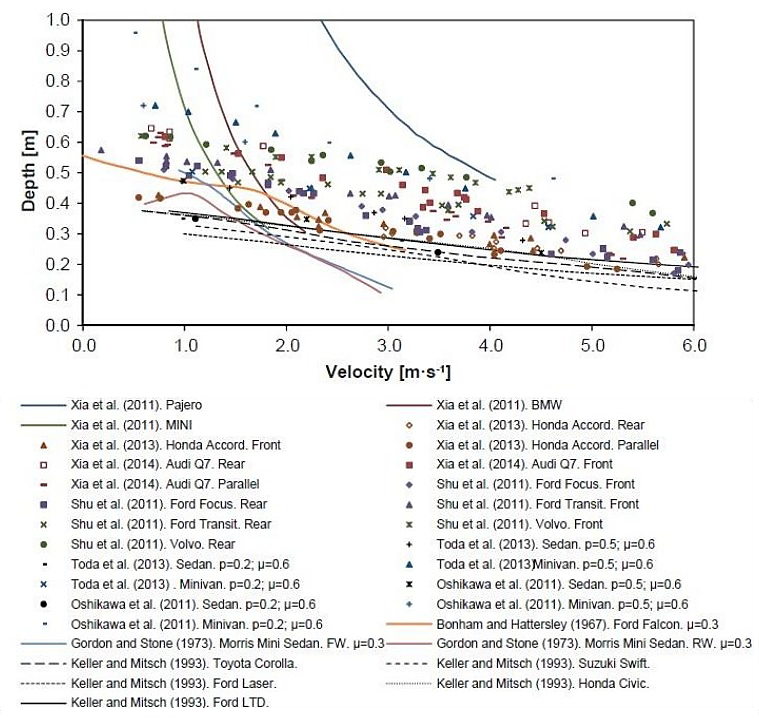 1.0
0.9
0.8
0.7
0.6
0.5
0.4
0.3
0.2
0.1
0.0
Depth [m]
0.0 1.0 2.0 3.0 4.0 5.0 6.0
Velocity [m·s⁻¹]
Xia et al. (2011). Pajero
Xia et al. (2011). BMW
Xia et al. (2011). MINI
Xia et al. (2013). Honda Accord. Rear
Xia et al. (2013). Honda Accord. Front
Xia et al. (2013). Honda Accord. Parallel
Xia et al. (2014). Audi Q7. Rear
Xia et al. (2014). Audi Q7. Front
Xia et al. (2014). Audi Q7. Parallel
Shu et al. (2011). Ford Focus. Front
Shu et al. (2011). Ford Focus. Rear
Shu et al. (2011). Ford Transit. Front
Shu et al. (2011). Ford Transit. Rear
Shu et al. (2011). Volvo. Front
Shu et al. (2011). Volvo. Rear
Toda et al. (2013). Sedan. p=0.5; μ=0.6
Toda et al. (2013). Sedan. p=0.2; μ=0.6
Toda et al. (2013)Minivan. p=0.5; μ=0.6
Toda et al. (2013) . Minivan. p=0.2; μ=0.6
Oshikawa et al. (2011). Sedan. p=0.5; μ=0.6
Oshikawa et al. (2011). Sedan. p=0.2; μ=0.6
Oshikawa et al. (2011). Minivan. p=0.5; μ=0.6
Oshikawa et al. (2011). Minivan. p=0.2; μ=0.6
Bonham and Hattersley (1967). Ford Falcon. μ=0.3
Gordon and Stone (1973). Morris Mini Sedan. FW. μ=0.3
Gordon and Stone (1973). Morris Mini Sedan. RW. μ=0.3
Keller and Mitsch (1993). Toyota Corolla.
Keller and Mitsch (1993). Suzuki Swift.
Keller and Mitsch (1993). Ford Laser.
Keller and Mitsch (1993). Honda Civic.
Keller and Mitsch (1993). Ford LTD.